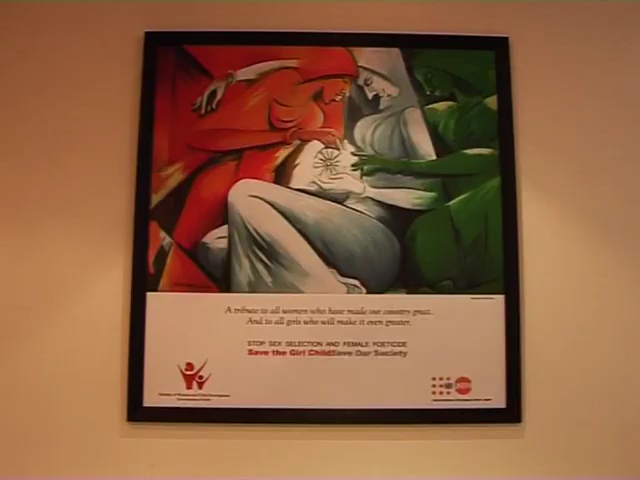 A tribute to all women who have made our country great.
And to all girls who will make it even greater.
STOP SEX SELECTION AND FEMALE FOETICIDE
Save the Girl Child Save Our Society